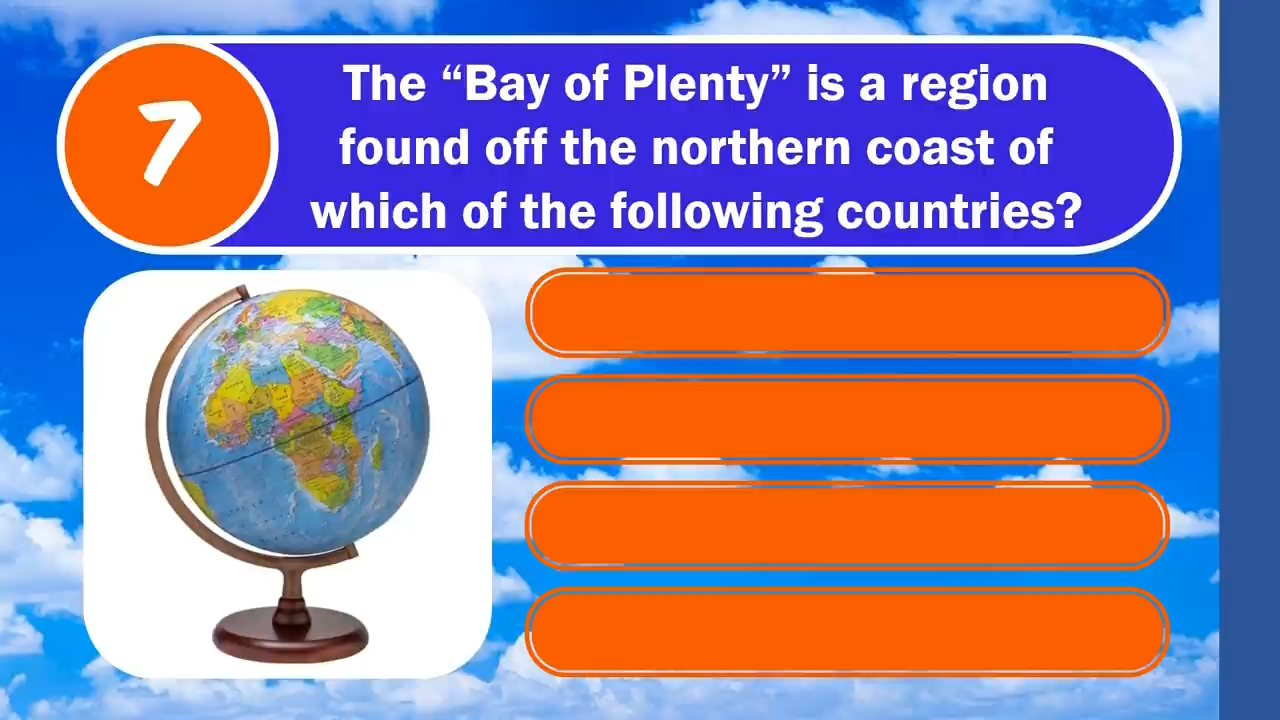 7
The “Bay of Plenty” is a region
found off the northern coast of
which of the following countries?